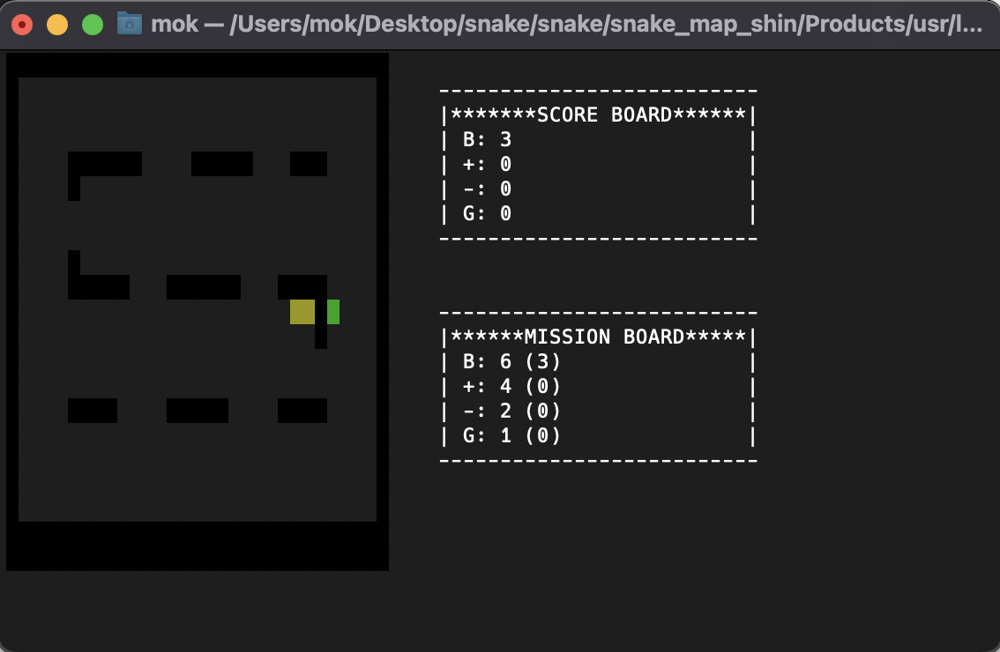 mok — /Users/mok/Desktop/snake/snake/snake_map_shin/Products/usr/l...
--------------------------
|*******SCORE BOARD******|
| B: 3 |
| +: 0 |
| -: 0 |
| G: 0 |
--------------------------
--------------------------
|******MISSION BOARD*****|
| B: 6 (3) |
| +: 4 (0) |
| -: 2 (0) |
| G: 1 (0) |
--------------------------